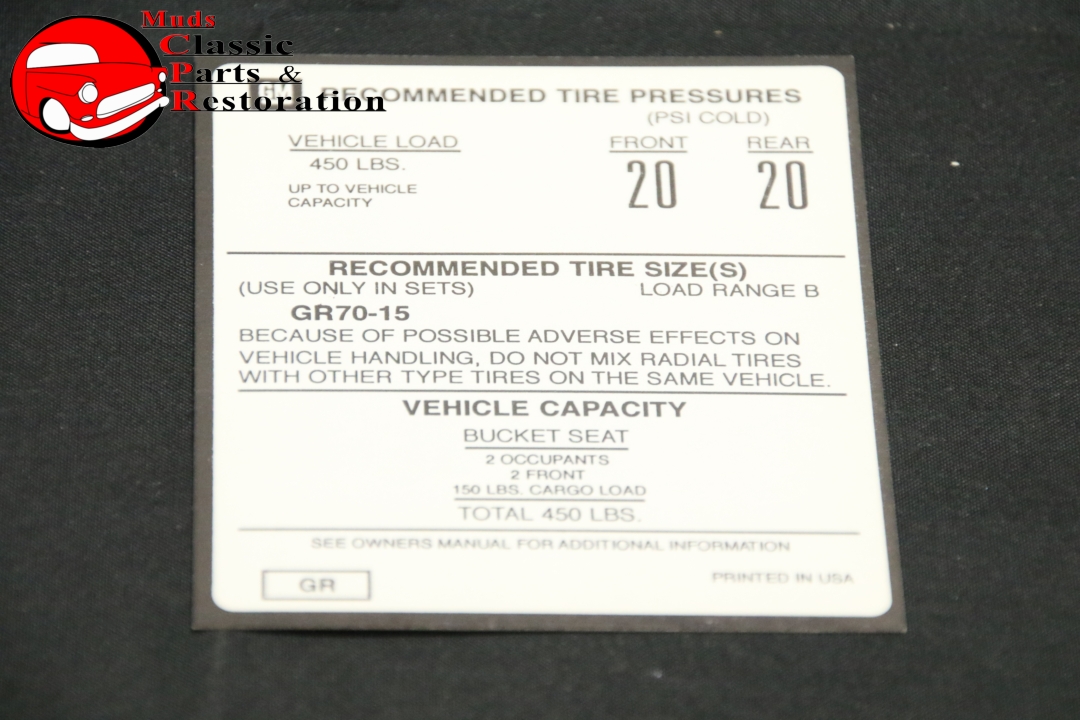 Muds
Classic
Parts &
Restoration
GM RECOMMENDED TIRE PRESSURES
(PSI COLD)
VEHICLE LOAD FRONT REAR
450 LBS. 20 20
UP TO VEHICLE
CAPACITY
RECOMMENDED TIRE SIZE(S)
(USE ONLY IN SETS) LOAD RANGE B
GR70-15
BECAUSE OF POSSIBLE ADVERSE EFFECTS ON
VEHICLE HANDLING, DO NOT MIX RADIAL TIRES
WITH OTHER TYPE TIRES ON THE SAME VEHICLE.
VEHICLE CAPACITY
BUCKET SEAT
2 OCCUPANTS
2 FRONT
150 LBS. CARGO LOAD
TOTAL 450 LBS.
SEE OWNERS MANUAL FOR ADDITIONAL INFORMATION
GR PRINTED IN USA